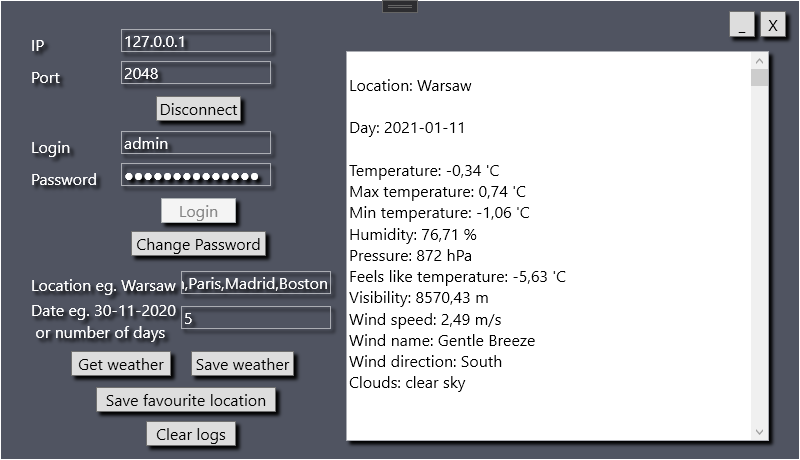 _ X
IP 127.0.0.1
Port 2048
Disconnect
Login admin
Password ●●●●●●●●●●●●●●
Login
Change Password
Location eg. Warsaw ,Paris,Madrid,Boston
Date eg. 30-11-2020
or number of days 5
Get weather Save weather
Save favourite location
Clear logs
Location: Warsaw
Day: 2021-01-11
Temperature: -0,34 'C
Max temperature: 0,74 'C
Min temperature: -1,06 'C
Humidity: 76,71 %
Pressure: 872 hPa
Feels like temperature: -5,63 'C
Visibility: 8570,43 m
Wind speed: 2,49 m/s
Wind name: Gentle Breeze
Wind direction: South
Clouds: clear sky